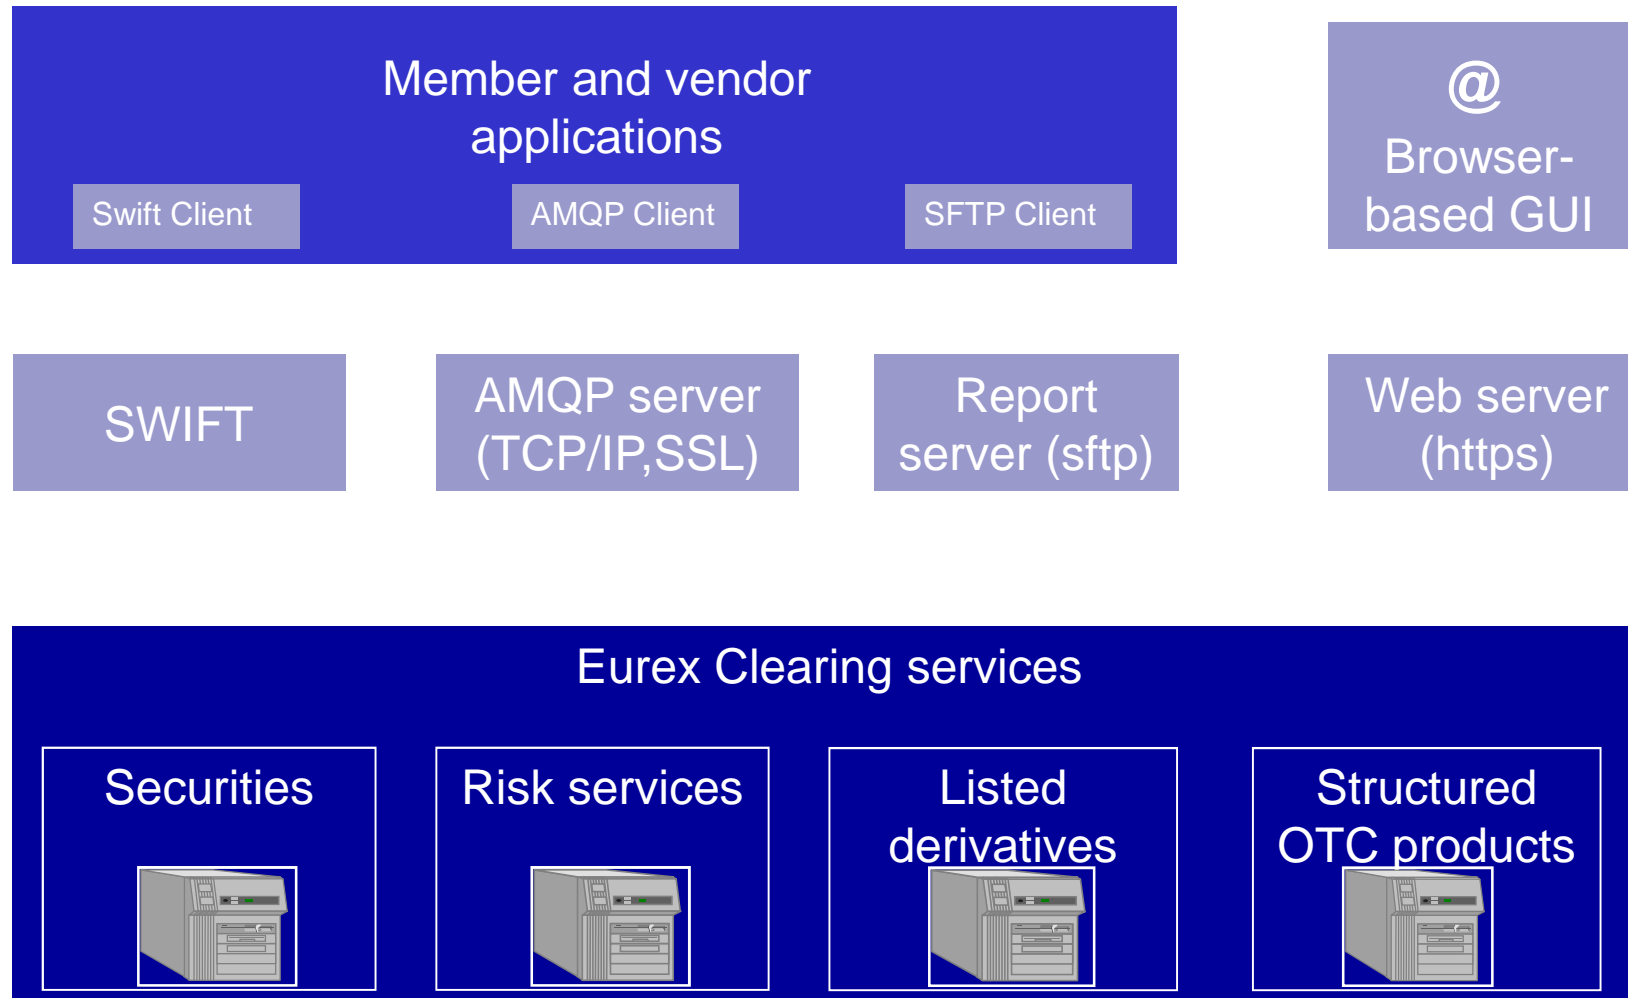 Member and vendor
applications
Swift Client
AMQP Client
SFTP Client
@
Browser-
based GUI
SWIFT
AMQP server
(TCP/IP,SSL)
Report
server (sftp)
Web server
(https)
Eurex Clearing services
Securities
Risk services
Listed
derivatives
Structured
OTC products